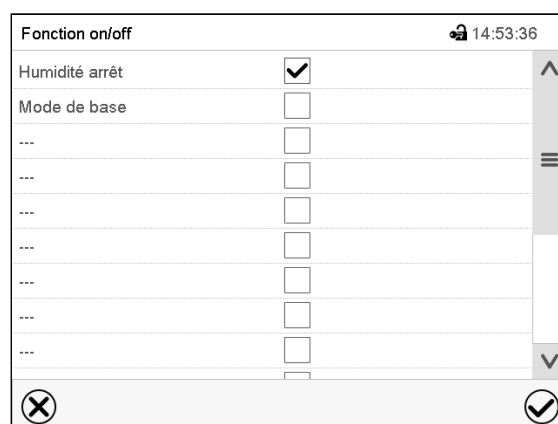 Fonction on/off 14:53:36
Humidité arrêt
Mode de base
---
---
---
---
---
---
---